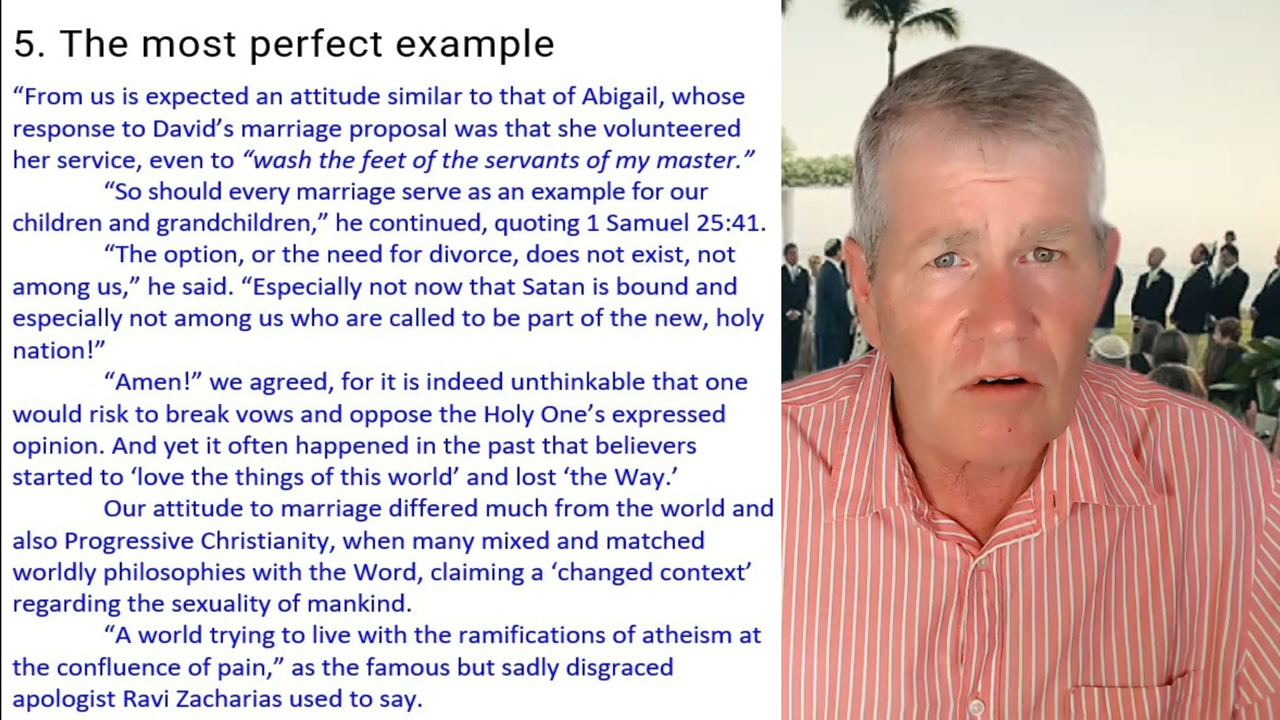 5. The most perfect example
“From us is expected an attitude similar to that of Abigail, whose
response to David’s marriage proposal was that she volunteered
her service, even to “wash the feet of the servants of my master.”
“So should every marriage serve as an example for our
children and grandchildren,” he continued, quoting 1 Samuel 25:41.
“The option, or the need for divorce, does not exist, not
among us,” he said. “Especially not now that Satan is bound and
especially not among us who are called to be part of the new, holy
nation!”
“Amen!” we agreed, for it is indeed unthinkable that one
would risk to break vows and oppose the Holy One’s expressed
opinion. And yet it often happened in the past that believers
started to ‘love the things of this world’ and lost ‘the Way.’
Our attitude to marriage differed much from the world and
also Progressive Christianity, when many mixed and matched
worldly philosophies with the Word, claiming a ‘changed context’
regarding the sexuality of mankind.
“A world trying to live with the ramifications of atheism at
the confluence of pain,” as the famous but sadly disgraced
apologist Ravi Zacharias used to say.